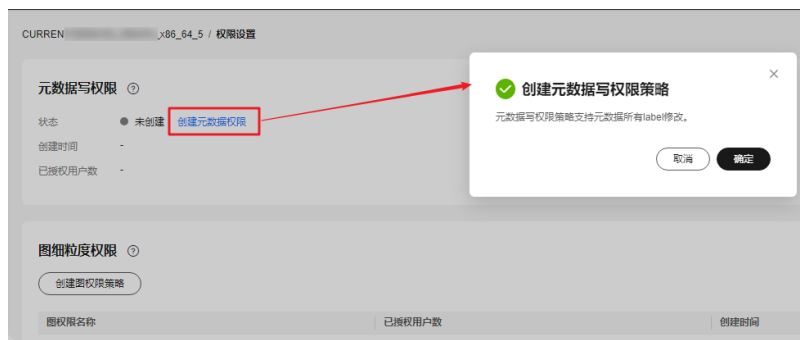 CURREN x86_64_5 / 权限设置
元数据写权限
状态 未创建 创建元数据权限
创建时间 -
已授权用户数 -
创建元数据写权限策略
元数据写权限策略支持元数据所有label修改。
取消 确定
图细粒度权限
创建图权限策略
图权限名称 已授权用户数 创建时间